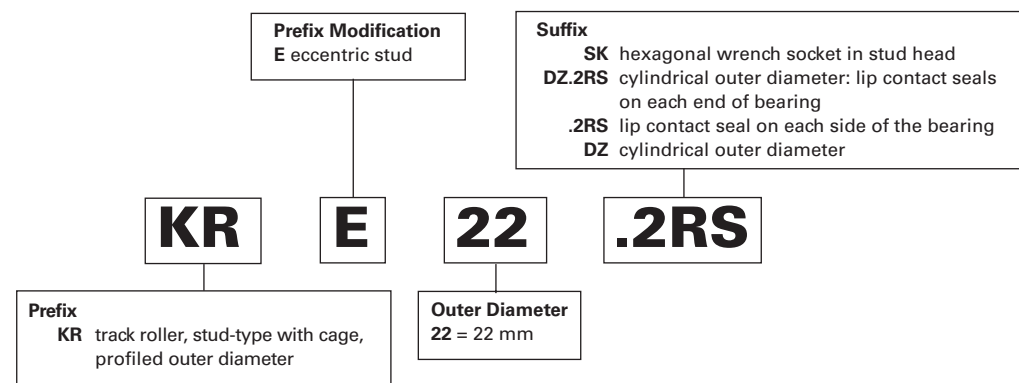 Prefix Modification
E eccentric stud
Suffix
SK hexagonal wrench socket in stud head
DZ.2RS cylindrical outer diameter: lip contact seals
on each end of bearing
.2RS lip contact seal on each side of the bearing
DZ cylindrical outer diameter
KR E 22 .2RS
Prefix
KR track roller, stud-type with cage,
profiled outer diameter
Outer Diameter
22 = 22 mm